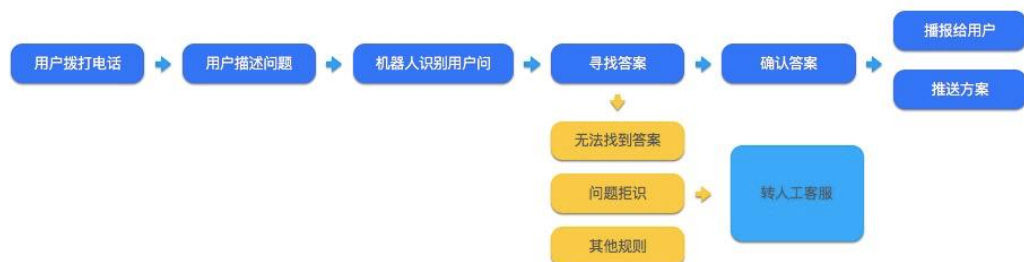 用户拨打电话
用户描述问题
机器人识别用户问
寻找答案
确认答案
播报给用户
推送方案
无法找到答案
问题拒识
其他规则
转人工客服